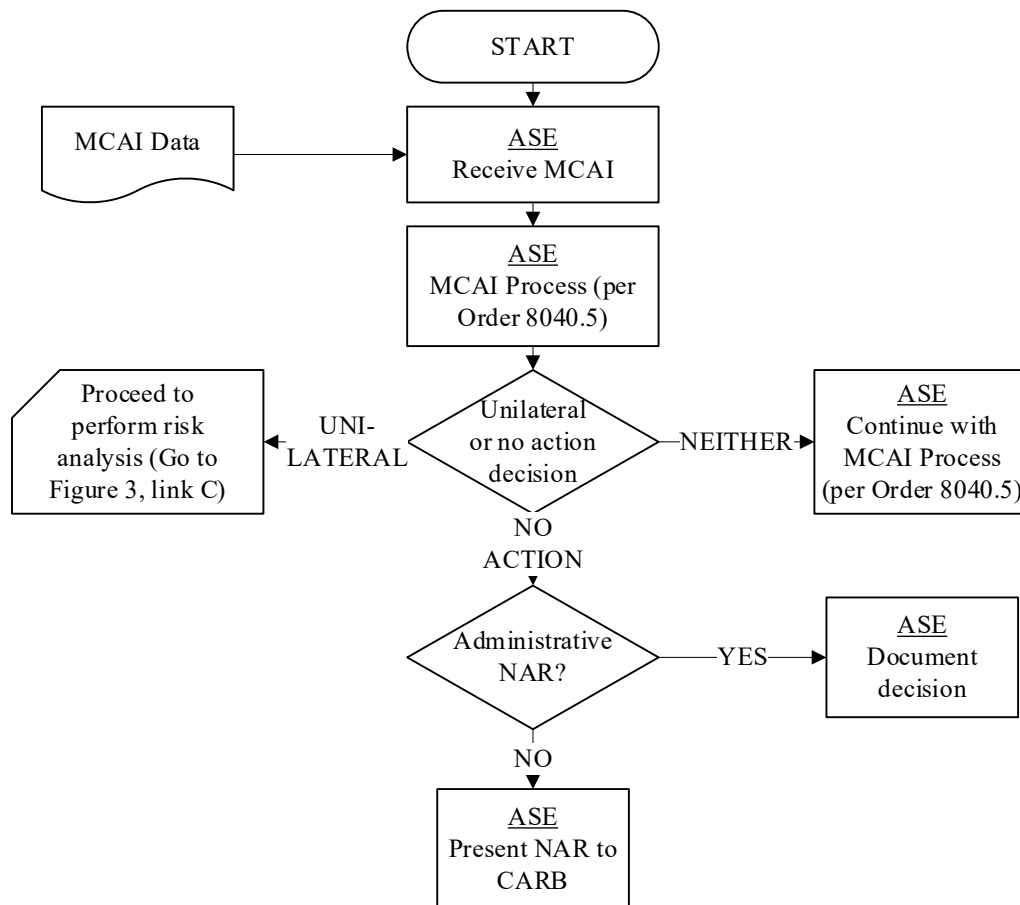 START
MCAI Data
ASE
Receive MCAI
ASE
MCAI Process (per
Order 8040.5)
Proceed to
perform risk
analysis (Go to
Figure 3, link C)
UNI-
LATERAL
Unilateral
or no action
decision
NEITHER
ASE
Continue with
MCAI Process
(per Order 8040.5)
NO
ACTION
Administrative
NAR?
YES
ASE
Document
decision
NO
ASE
Present NAR to
CARB